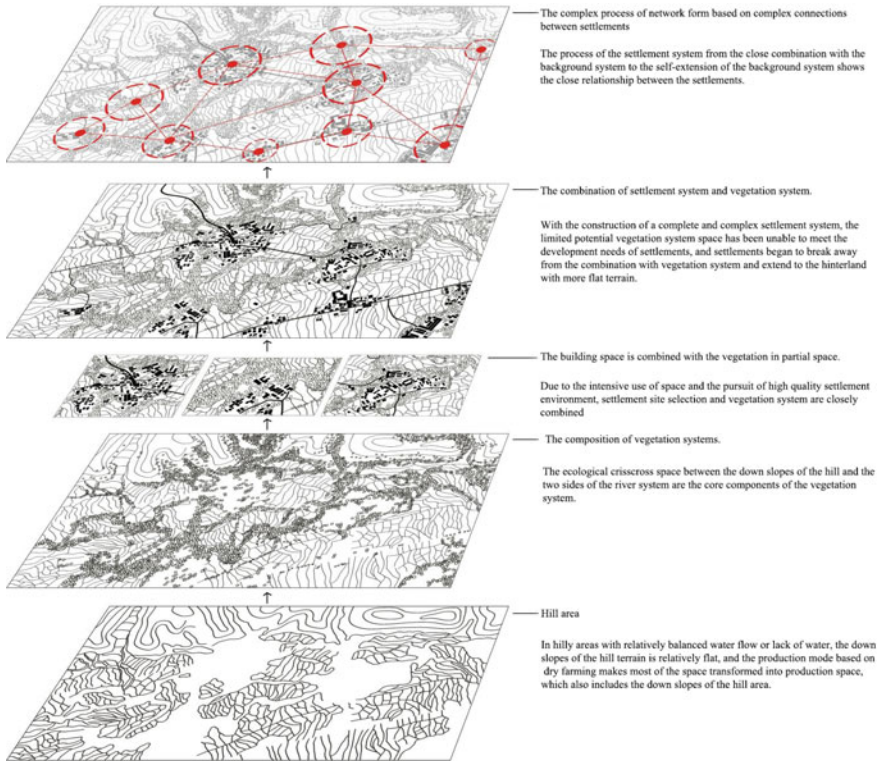 The complex process of network form based on complex connections
between settlements
The process of the settlement system from the close combination with the
background system to the self-extension of the background system shows
the close relationship between the settlements.
The combination of settlement system and vegetation system.
With the construction of a complete and complex settlement system, the
limited potential vegetation system space has been unable to meet the
development needs of settlements, and settlements began to break away
from the combination with vegetation system and extend to the hinterland
with more flat terrain.
The building space is combined with the vegetation in partial space.
Due to the intensive use of space and the pursuit of high quality settlement
environment, settlement site selection and vegetation system are closely
combined
The composition of vegetation systems.
The ecological crisscross space between the down slopes of the hill and the
two sides of the river system are the core components of the vegetation
system.
Hill area
In hilly areas with relatively balanced water flow or lack of water, the down
slopes of the hill terrain is relatively flat, and the production mode based on
dry farming makes most of the space transformed into production space,
which also includes the down slopes of the hill area.